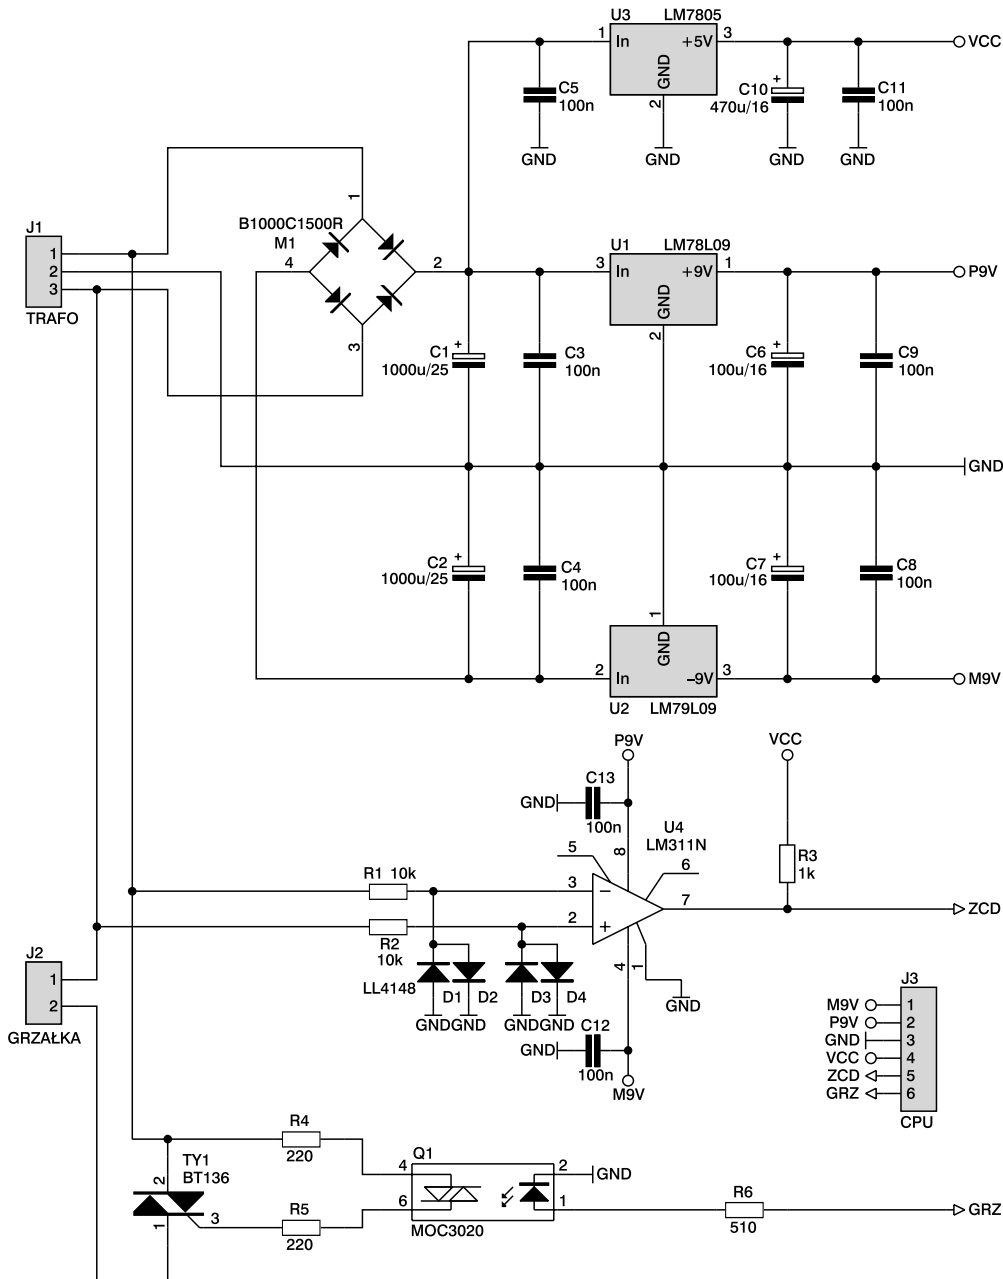 U3 LM7805
1 In +5V 3
GND
2
VCC
C5
100n
C10
470u/16
+
C11
100n
GND GND GND GND
J1
1
2
3
TRAFO
B1000C1500R
M1
1
4 2
3
U1 LM78L09
3 In +9V 1
GND
2
P9V
C1
1000u/25
+
C3
100n
C6
100u/16
+
C9
100n
GND
C2
1000u/25
+
C4
100n
C7
100u/16
+
C8
100n
1
GND
2 In –9V 3
U2 LM79L09
M9V
P9V
VCC
C13
GND
100n
U4
LM311N
5
8
6
R3
1k
R1 10k
3 –
7
ZCD
2 +
R2
10k
4
1
GND
LL4148 D1 D2 D3 D4
GND GND GND GND
C12
GND
100n
M9V
J2
1
2
GRZAŁKA
J3
M9V 1
P9V 2
GND 3
VCC 4
ZCD 5
GRZ 6
CPU
R4
220
TY1
BT136
2
1
3
R5
220
Q1
4 2 GND
6 1
MOC3020
R6
510
GRZ